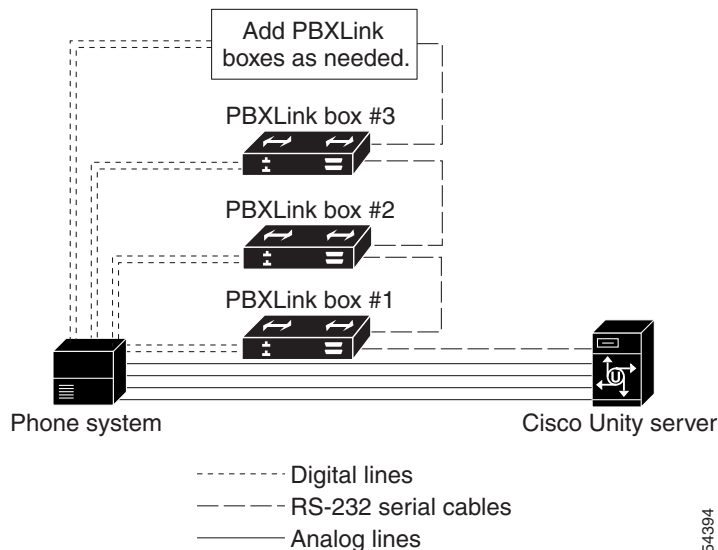 Add PBXLink
boxes as needed.
PBXLink box #3
PBXLink box #2
PBXLink box #1
Phone system
Cisco Unity server
U
Digital lines
RS-232 serial cables
Analog lines
54394